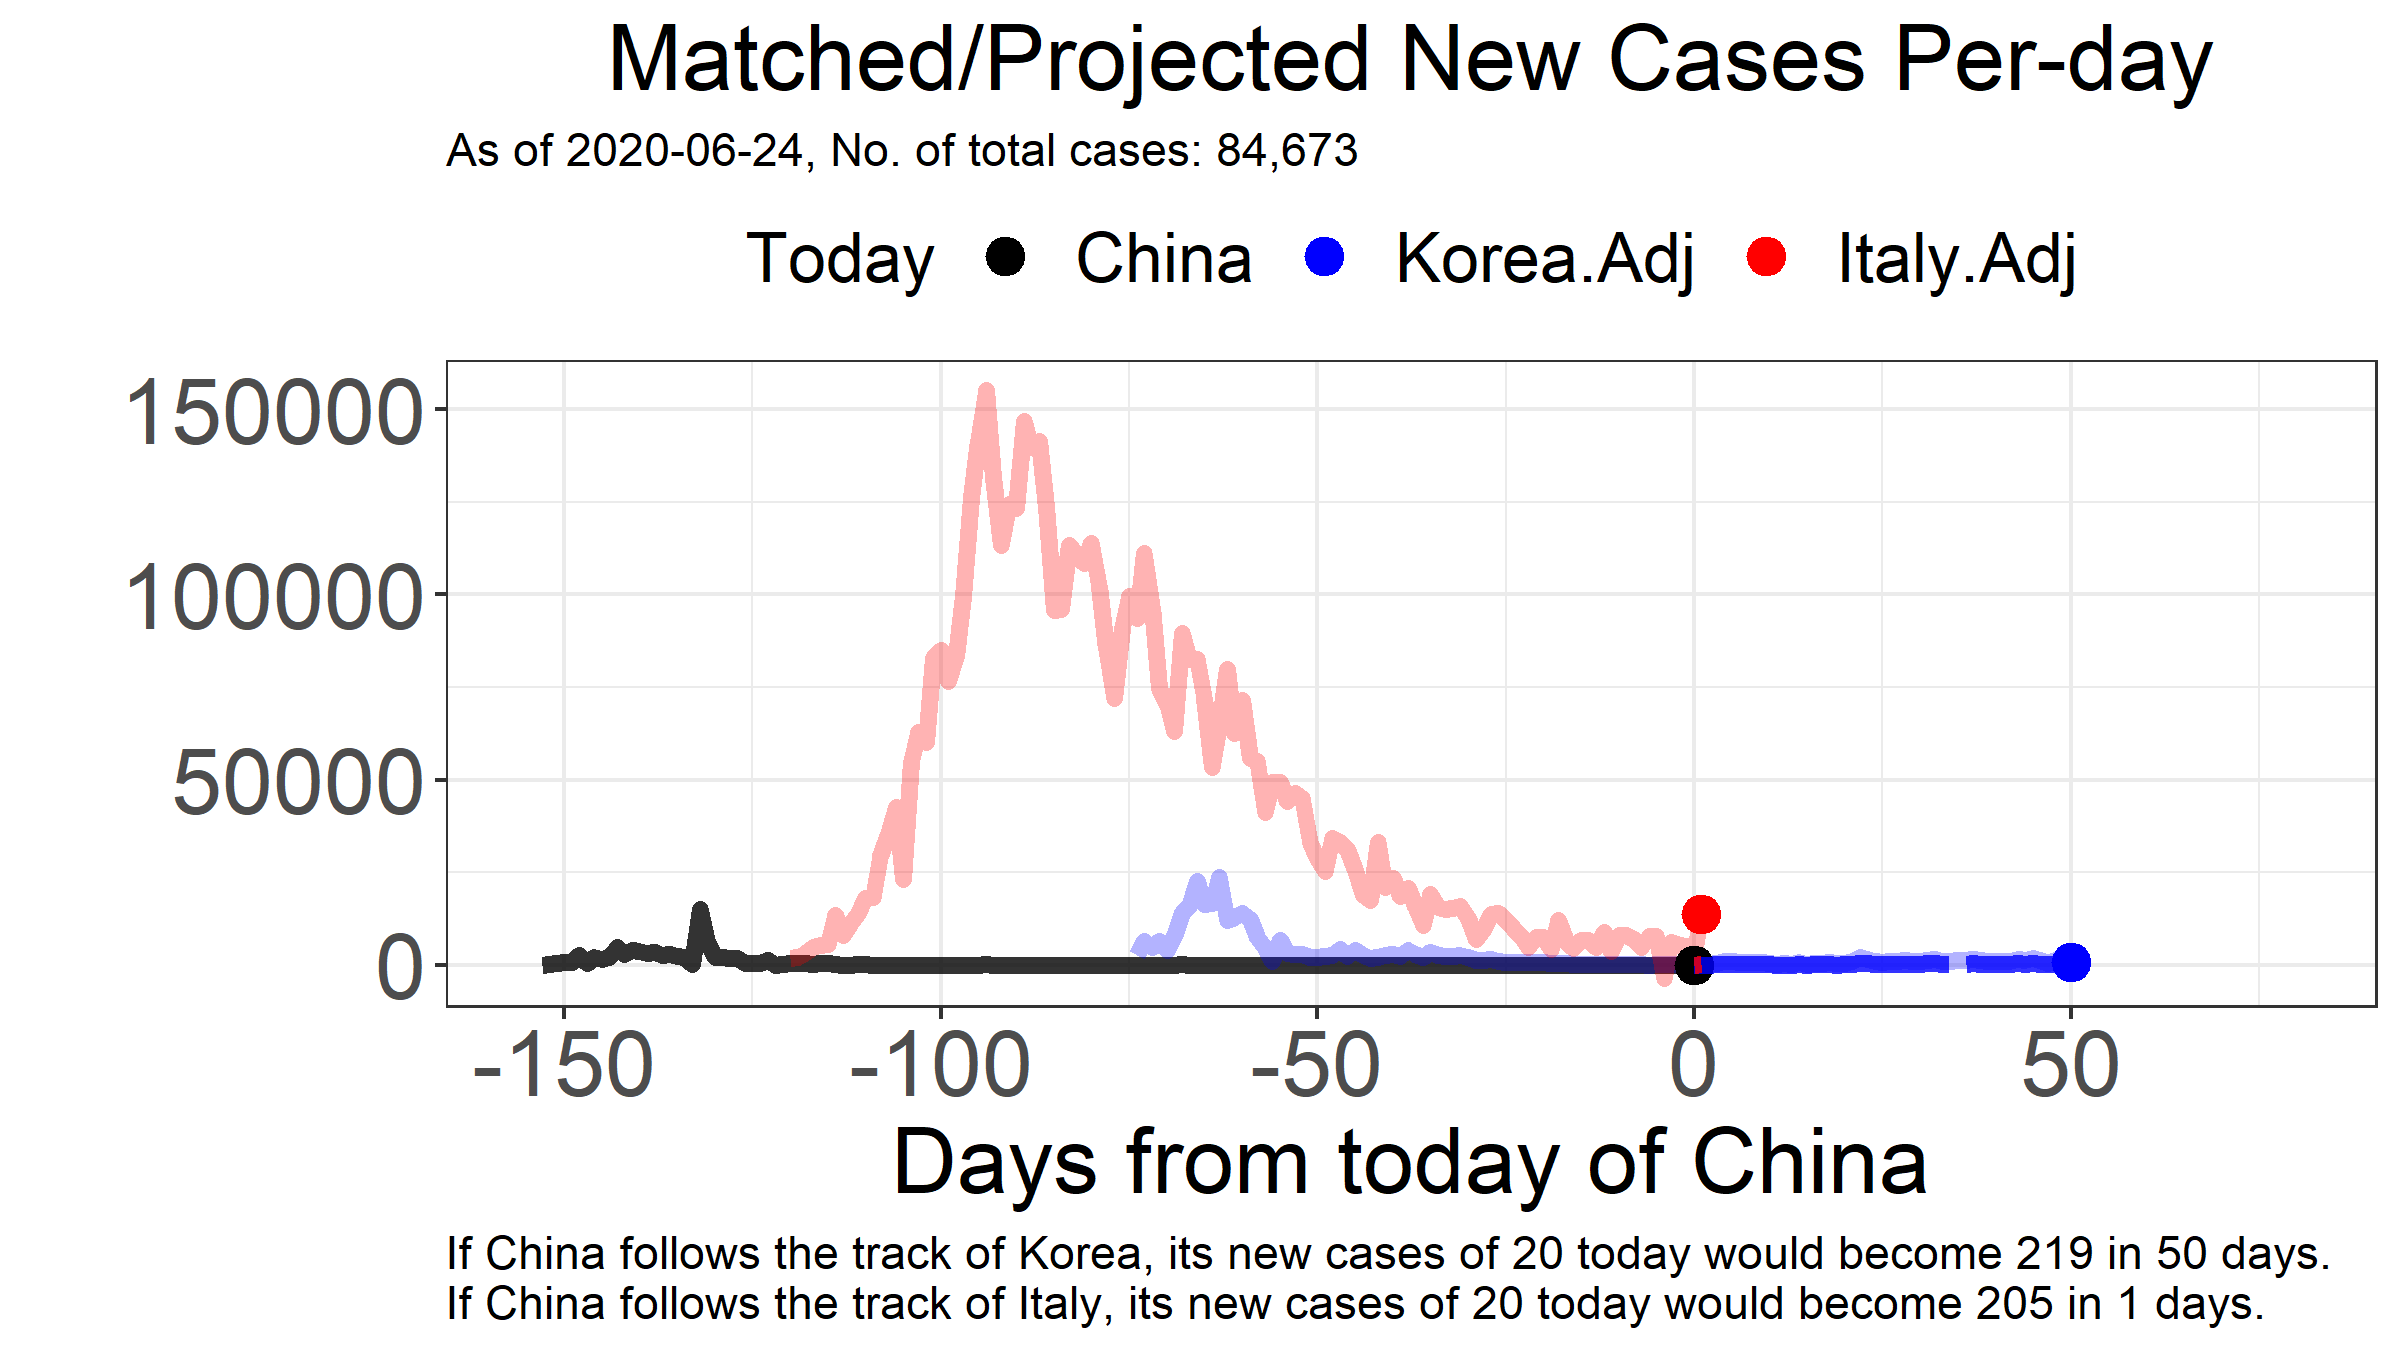 Matched/Projected New Cases Per-day
As of 2020-06-24, No. of total cases: 84,673
Today China Korea.Adj Italy.Adj
150000
100000
50000
0
-150 -100 -50 0 50
Days from today of China
If China follows the track of Korea, its new cases of 20 today would become 219 in 50 days.
If China follows the track of Italy, its new cases of 20 today would become 205 in 1 days.